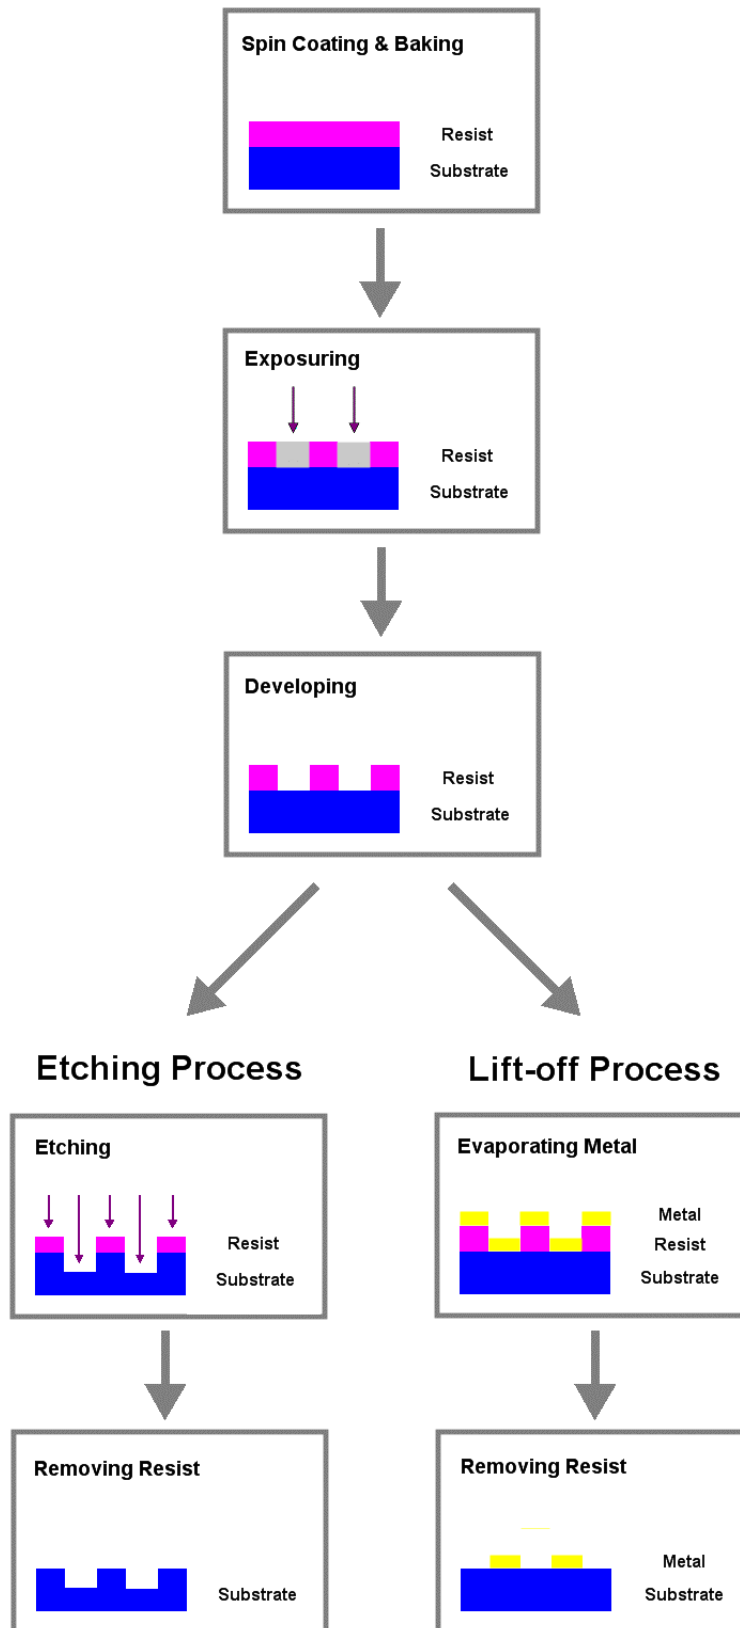 Spin Coating & Baking
Resist
Substrate
Exposuring
Resist
Substrate
Developing
Resist
Substrate
Etching Process
Lift-off Process
Etching
Resist
Substrate
Evaporating Metal
Metal
Resist
Substrate
Removing Resist
Substrate
Removing Resist
Metal
Substrate